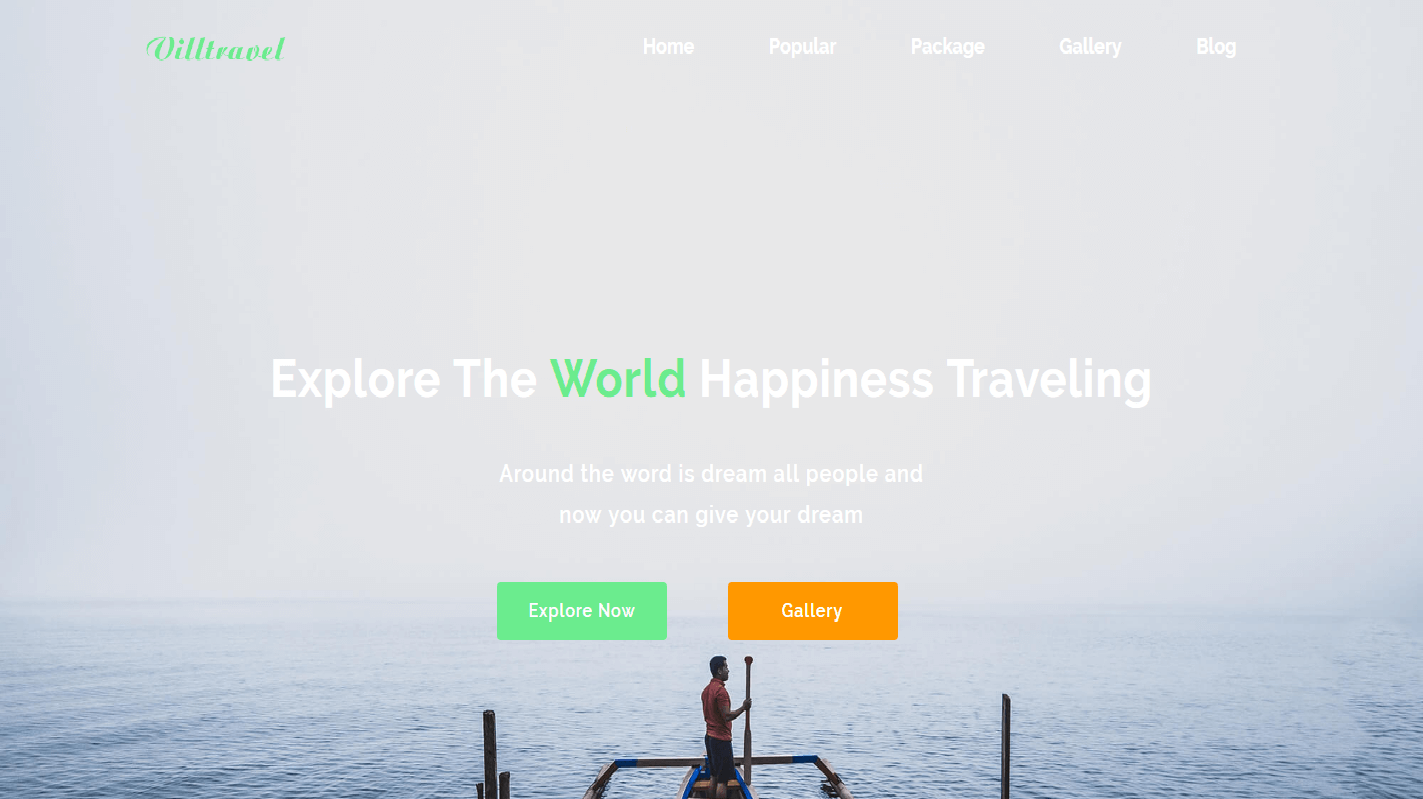 Villtravel
Home Popular Package Gallery Blog
Explore The World Happiness Traveling
Around the word is dream all people and
now you can give your dream
Explore Now Gallery